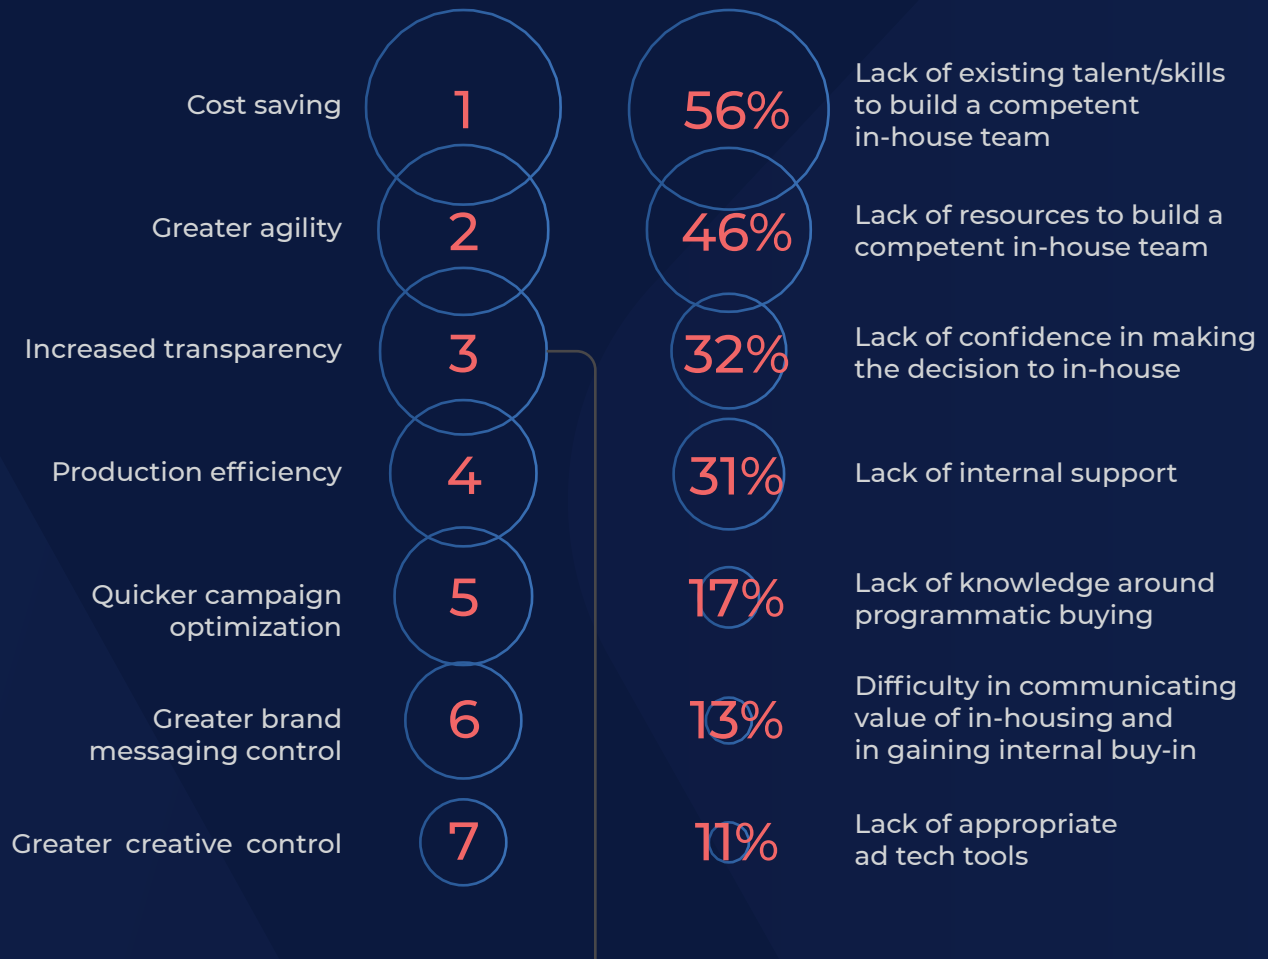 Cost saving
1
Greater agility
2
Increased transparency
3
Production efficiency
4
Quicker campaign
optimization
5
Greater brand
messaging control
6
Greater creative control
7
56%
Lack of existing talent/skills
to build a competent
in-house team
46%
Lack of resources to build a
competent in-house team
32%
Lack of confidence in making
the decision to in-house
31%
Lack of internal support
17%
Lack of knowledge around
programmatic buying
13%
Difficulty in communicating
value of in-housing and
in gaining internal buy-in
11%
Lack of appropriate
ad tech tools